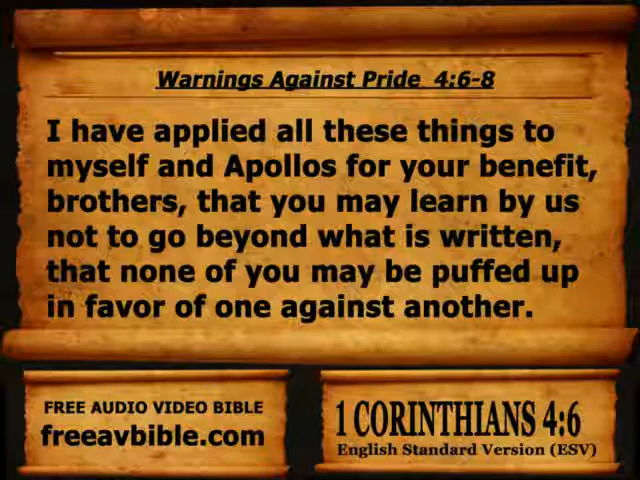 Warnings Against Pride 4:6-8
I have applied all these things to
myself and Apollos for your benefit,
brothers, that you may learn by us
not to go beyond what is written,
that none of you may be puffed up
in favor of one against another.
FREE AUDIO VIDEO BIBLE
freeavbible.com
1 CORINTHIANS 4:6
English Standard Version (ESV)